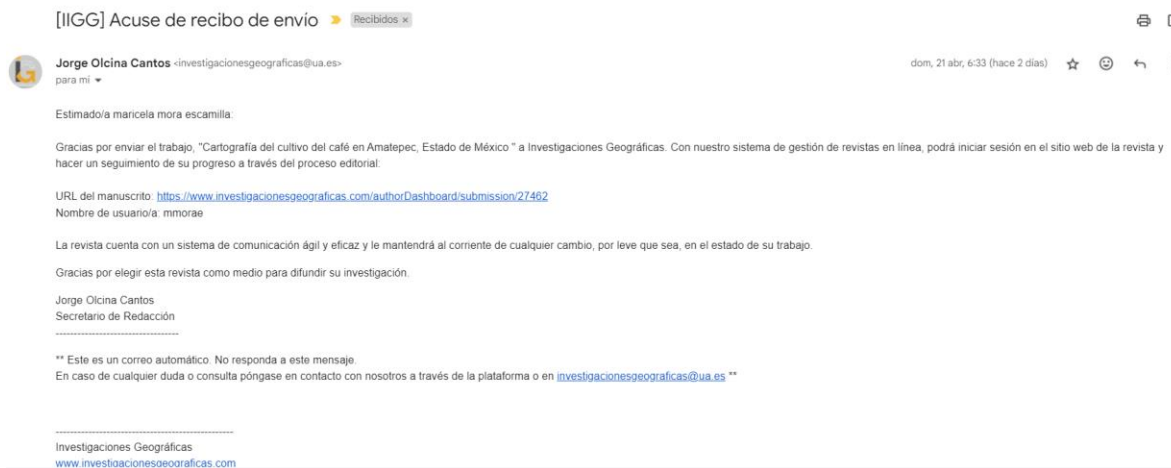 [IIGG] Acuse de recibo de envío
Recibidos x
Jorge Olcina Cantos <investigacionesgeograficas@ua.es>
dom, 21 abr, 6:33 (hace 2 días)
para mí
Estimado/a maricela mora escamilla:
Gracias por enviar el trabajo, "Cartografía del cultivo del café en Amatepec, Estado de México " a Investigaciones Geográficas. Con nuestro sistema de gestión de revistas en línea, podrá iniciar sesión en el sitio web de la revista y
hacer un seguimiento de su progreso a través del proceso editorial:
URL del manuscrito: https://www.investigacionesgeograficas.com/authorDashboard/submission/27462
Nombre de usuario/a: mmorae
La revista cuenta con un sistema de comunicación ágil y eficaz y le mantendrá al corriente de cualquier cambio, por leve que sea, en el estado de su trabajo.
Gracias por elegir esta revista como medio para difundir su investigación.
Jorge Olcina Cantos
Secretario de Redacción
----------------------------------
** Este es un correo automático. No responda a este mensaje.
En caso de cualquier duda o consulta póngase en contacto con nosotros a través de la plataforma o en investigacionesgeograficas@ua.es **
------------------------------------------------
Investigaciones Geográficas
www.investigacionesgeograficas.com